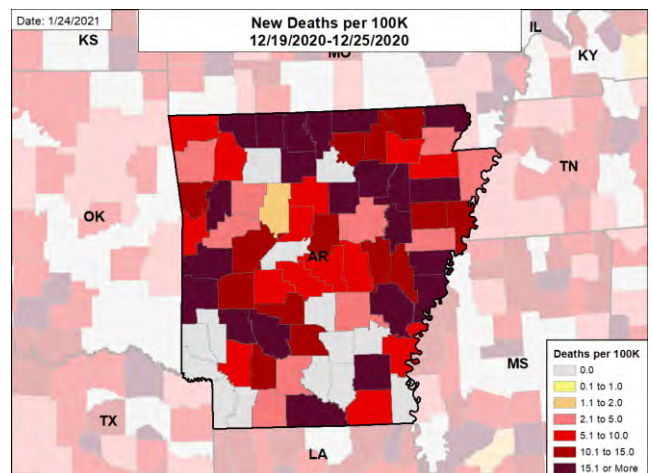 Date: 1/24/2021
New Deaths per 100K
12/19/2020-12/25/2020
KS
MO
IL
KY
OK
TN
AR
MS
TX
LA
Deaths per 100K
0.0
0.1 to 1.0
1.1 to 2.0
2.1 to 5.0
5.1 to 10.0
10.1 to 15.0
15.1 or More